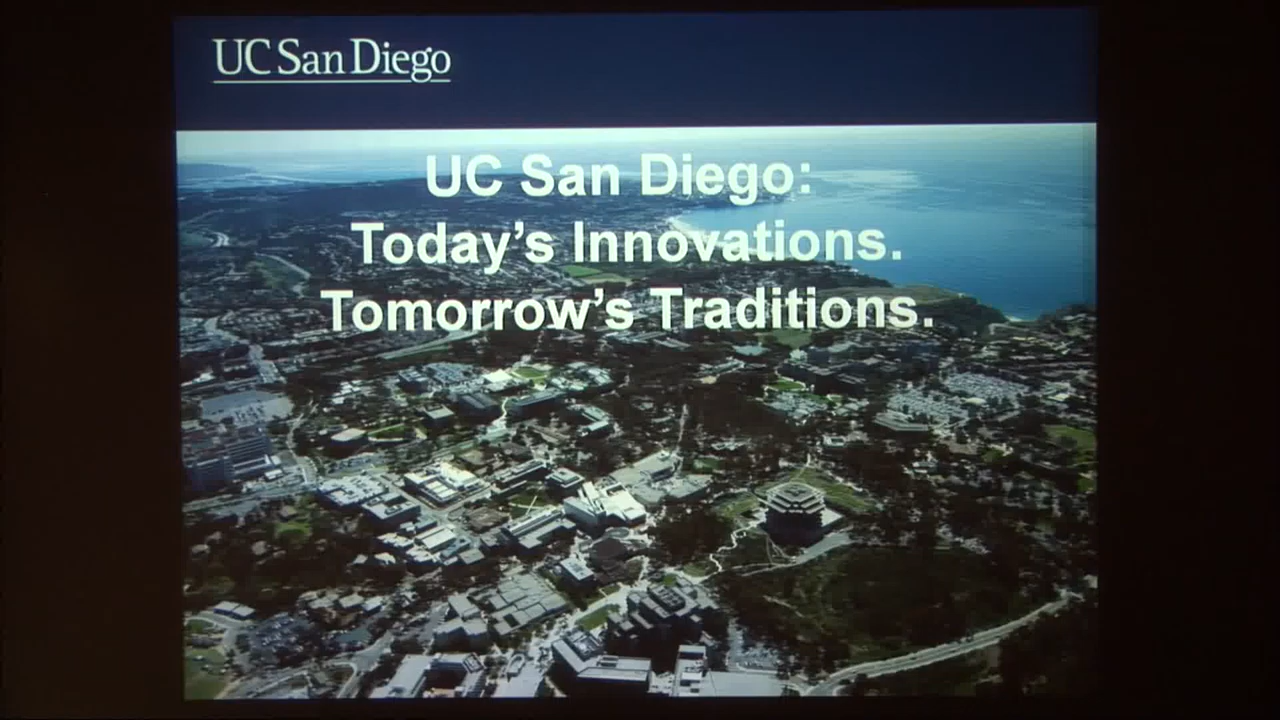 UC San Diego
UC San Diego:
Today's Innovations.
Tomorrow's Traditions.